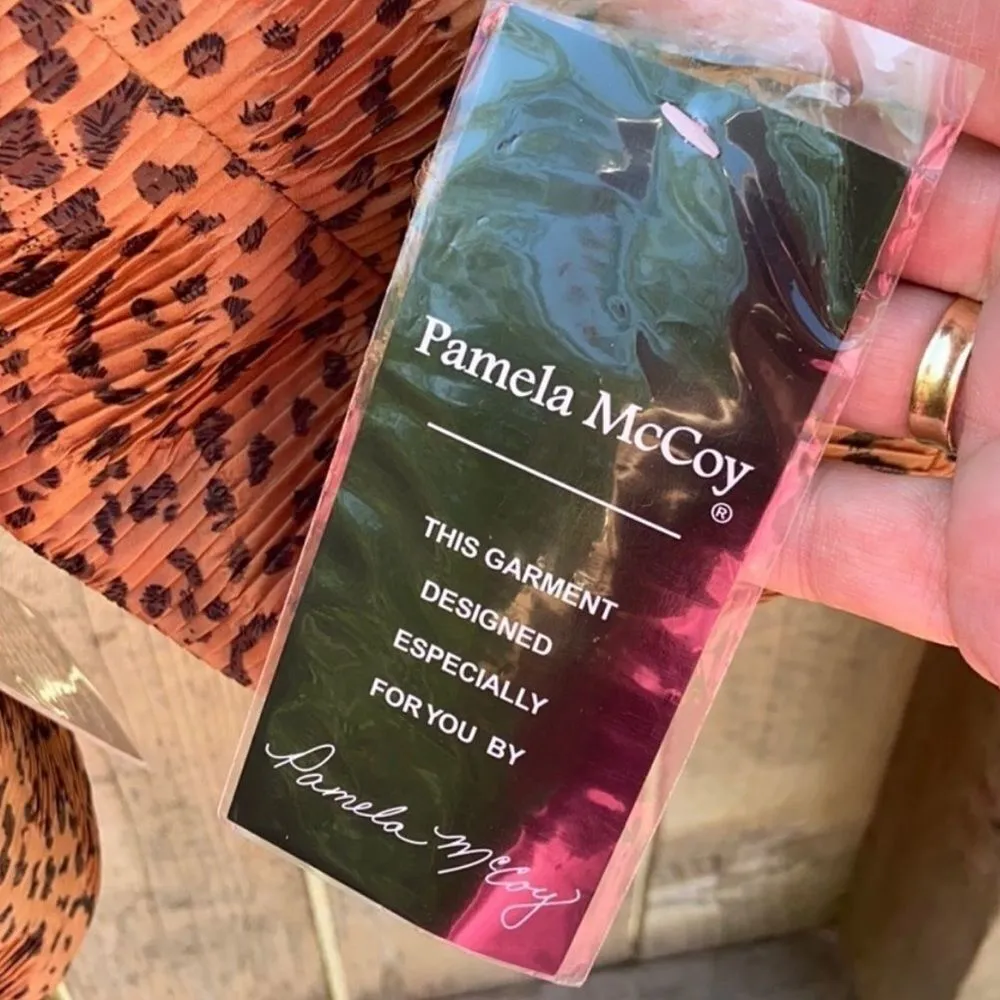 Pamela McCoy
®
THIS GARMENT
DESIGNED
ESPECIALLY
FOR YOU BY
Pamela McCoy